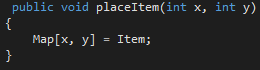 public void placeItem(int x, int y)
{
    Map[x, y] = Item;
}